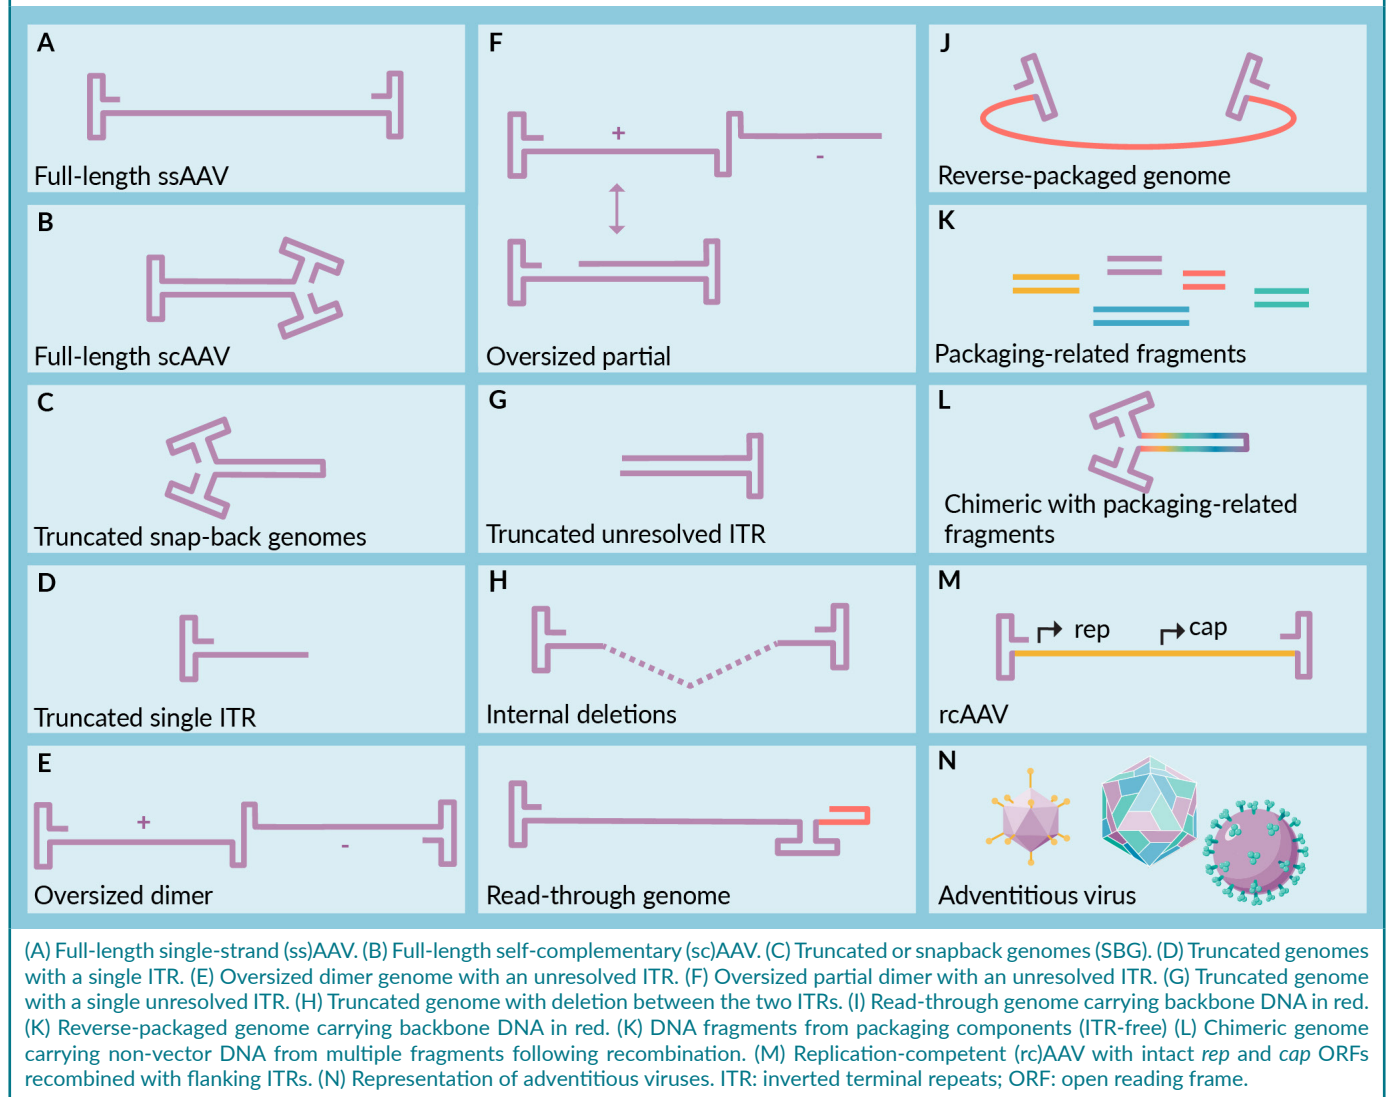 A
Full-length ssAAV
B
Full-length scAAV
C
Truncated snap-back genomes
D
Truncated single ITR
E
+
-
Oversized dimer
F
+
-
Oversized partial
G
Truncated unresolved ITR
H
Internal deletions
Read-through genome
J
Reverse-packaged genome
K
Packaging-related fragments
L
Chimeric with packaging-related
fragments
M
rep
cap
rcAAV
N
Adventitious virus
(A) Full-length single-strand (ss)AAV. (B) Full-length self-complementary (sc)AAV. (C) Truncated or snapback genomes (SBG). (D) Truncated genomes
with a single ITR. (E) Oversized dimer genome with an unresolved ITR. (F) Oversized partial dimer with an unresolved ITR. (G) Truncated genome
with a single unresolved ITR. (H) Truncated genome with deletion between the two ITRs. (I) Read-through genome carrying backbone DNA in red.
(K) Reverse-packaged genome carrying backbone DNA in red. (K) DNA fragments from packaging components (ITR-free) (L) Chimeric genome
carrying non-vector DNA from multiple fragments following recombination. (M) Replication-competent (rc)AAV with intact rep and cap ORFs
recombined with flanking ITRs. (N) Representation of adventitious viruses. ITR: inverted terminal repeats; ORF: open reading frame.